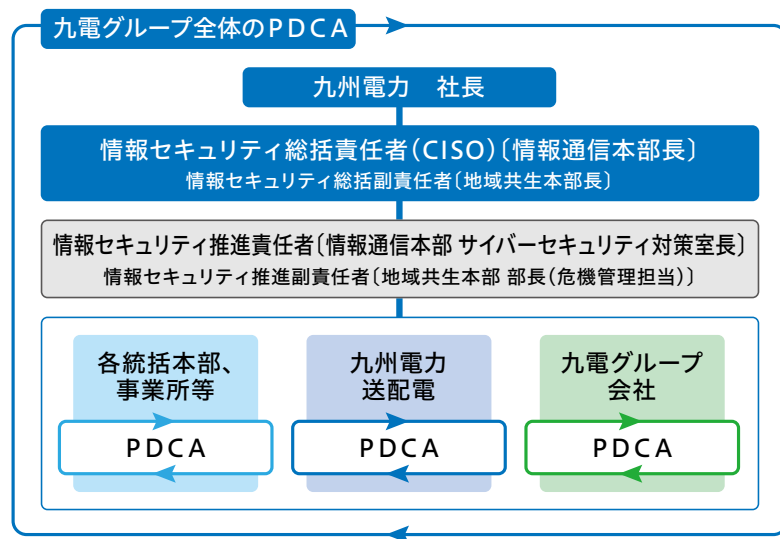 九電グループ全体のPDCA
九州電力　社長
情報セキュリティ総括責任者(CISO)〔情報通信本部長〕
情報セキュリティ総括副責任者〔地域共生本部長〕
情報セキュリティ推進責任者〔情報通信本部 サイバーセキュリティ対策室長〕
情報セキュリティ推進副責任者〔地域共生本部 部長(危機管理担当)〕
各統括本部、
事業所等
PDCA
九州電力
送配電
PDCA
九電グループ
会社
PDCA